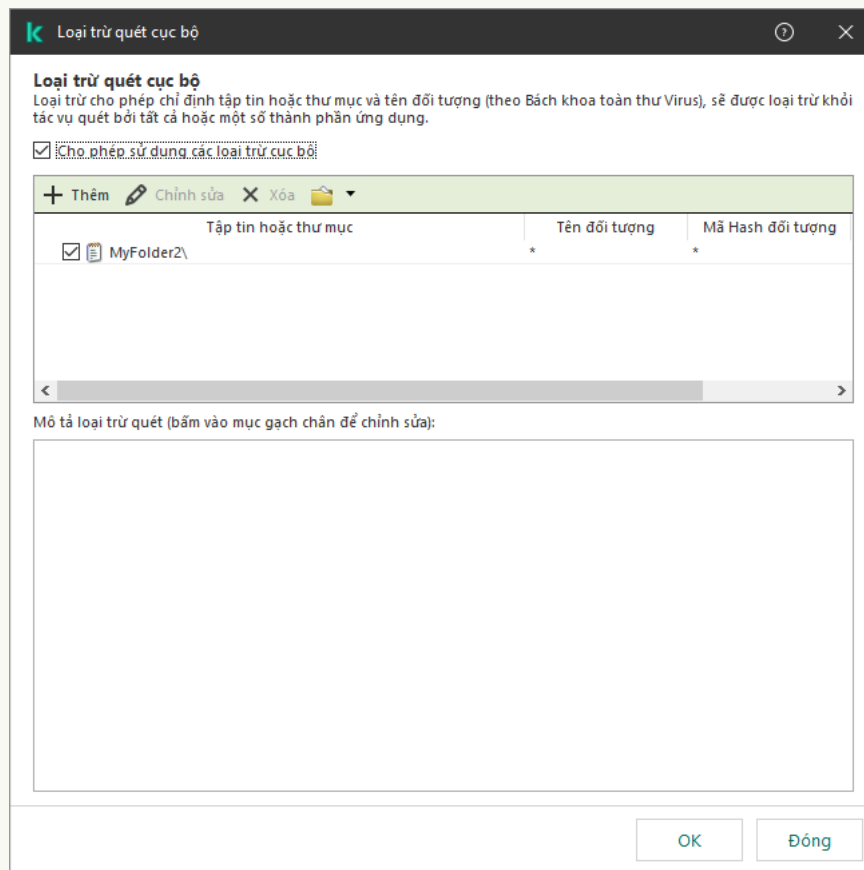 Loại trừ quét cục bộ
Loại trừ quét cục bộ
Loại trừ cho phép chỉ định tập tin hoặc thư mục và tên đối tượng (theo Bách khoa toàn thư Virus), sẽ được loại trừ khỏi
tác vụ quét bởi tất cả hoặc một số thành phần ứng dụng.
Cho phép sử dụng các loại trừ cục bộ
Thêm Chỉnh sửa Xóa
Tập tin hoặc thư mục Tên đối tượng Mã Hash đối tượng
MyFolder2\ * *
Mô tả loại trừ quét (bấm vào mục gạch chân để chỉnh sửa):
OK Đóng